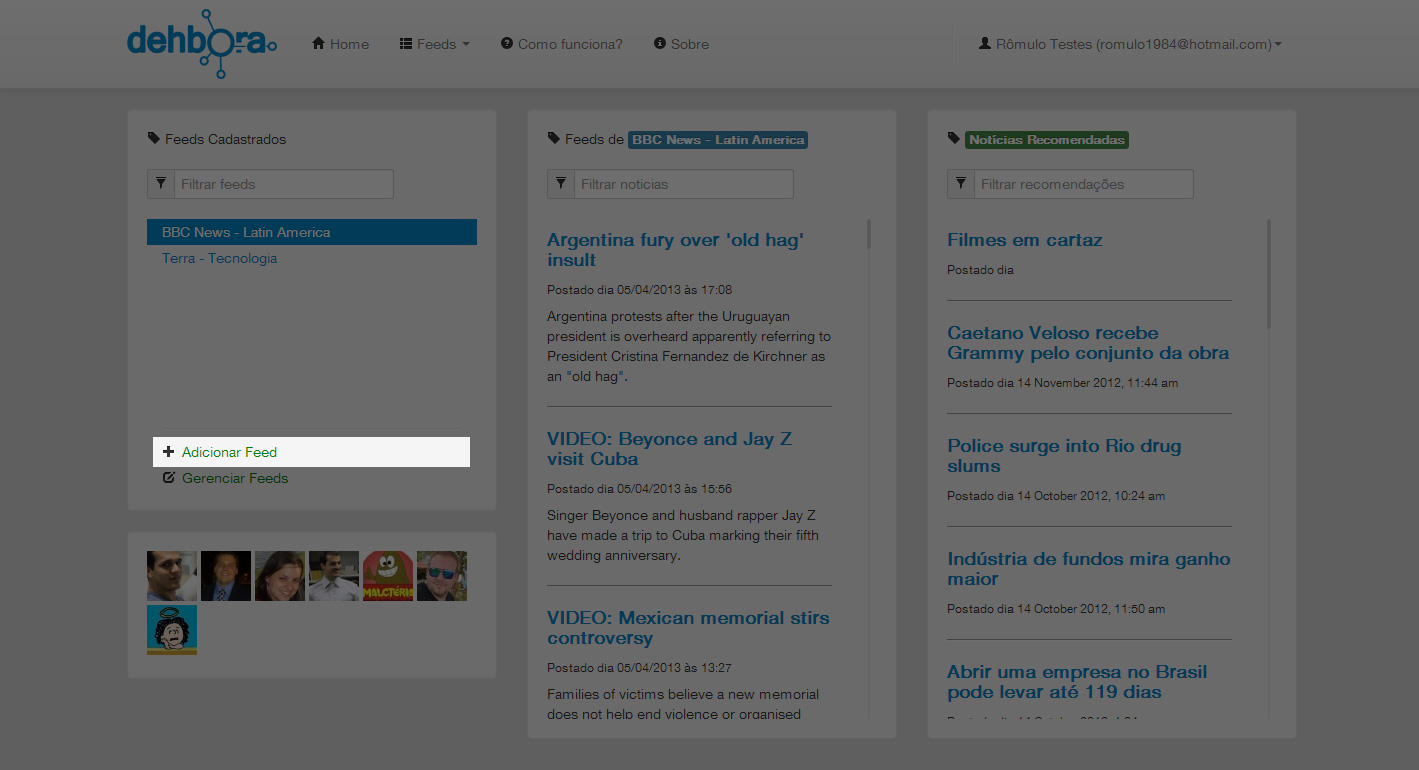 dehbora
Home
Feeds
Como funciona?
Sobre
Rômulo Testes (romulo1984@hotmail.com)
Feeds Cadastrados
Filtrar feeds
BBC News - Latin America
Terra - Tecnologia
Adicionar Feed
Gerenciar Feeds
MALCTÉRIA
Feeds de BBC News - Latin America
Filtrar noticias
Argentina fury over 'old hag'
insult
Postado dia 05/04/2013 às 17:08
Argentina protests after the Uruguayan
president is overheard apparently referring to
President Cristina Fernandez de Kirchner as
an "old hag".
VIDEO: Beyonce and Jay Z
visit Cuba
Postado dia 05/04/2013 às 15:56
Singer Beyonce and husband rapper Jay Z
have made a trip to Cuba marking their fifth
wedding anniversary.
VIDEO: Mexican memorial stirs
controversy
Postado dia 05/04/2013 às 13:27
Families of victims believe a new memorial
does not help end violence or organised
Notícias Recomendadas
Filtrar recomendações
Filmes em cartaz
Postado dia
Caetano Veloso recebe
Grammy pelo conjunto da obra
Postado dia 14 November 2012, 11:44 am
Police surge into Rio drug
slums
Postado dia 14 October 2012, 10:24 am
Indústria de fundos mira ganho
maior
Postado dia 14 October 2012, 11:50 am
Abrir uma empresa no Brasil
pode levar até 119 dias